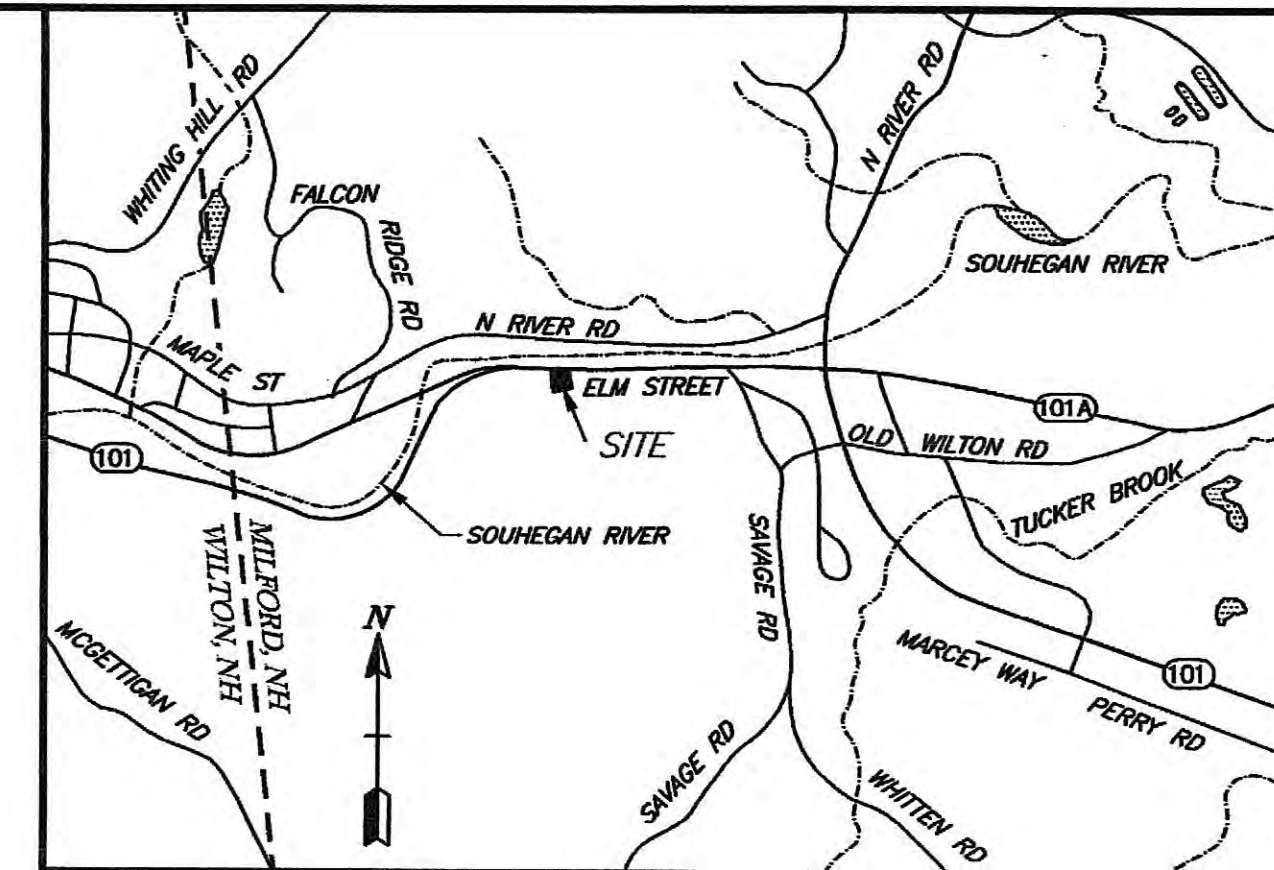 WHITING HILL RD
N RIVER RD
FALCON
RIDGE RD
SOUHEGAN RIVER
N RIVER RD
MAPLE ST
ELM STREET
SITE
101A
OLD WILTON RD
101
TUCKER BROOK
SOUHEGAN RIVER
SAVAGE RD
MILFORD, NH
WILTON, NH
N
MCGETTIGAN RD
MARCEY WAY
101
PERRY RD
SAVAGE RD
WHITTEN RD